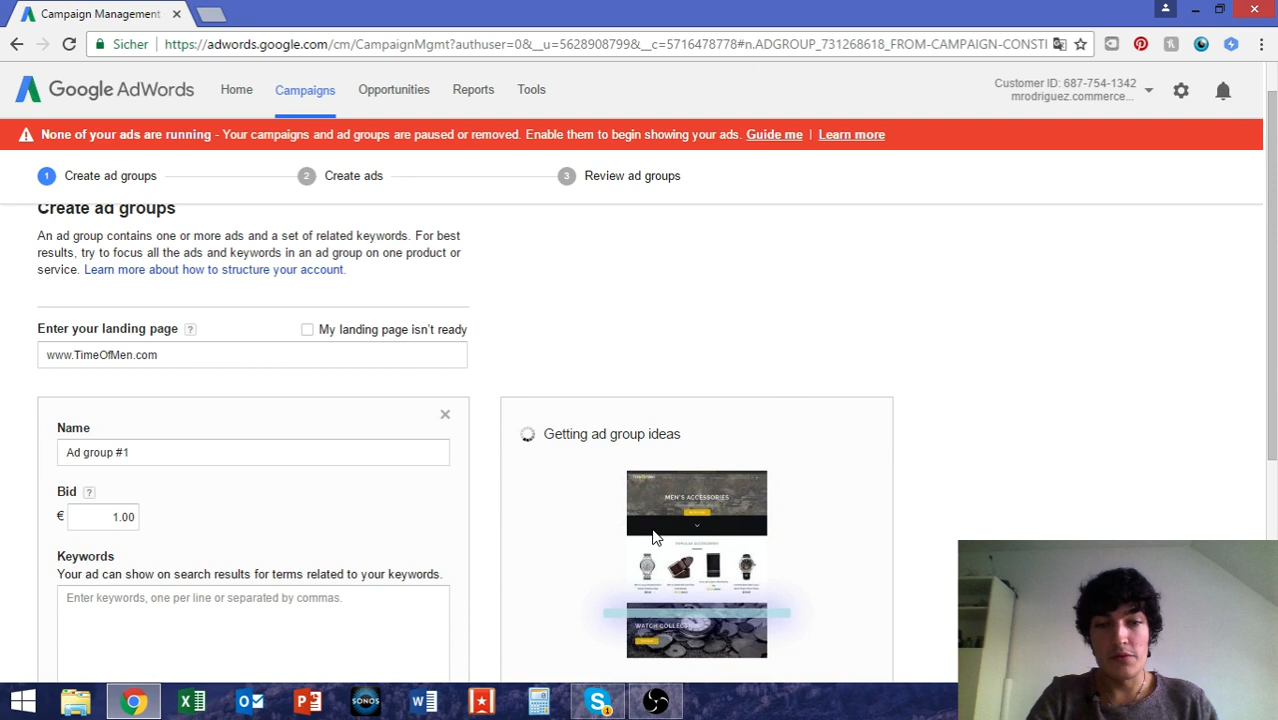 Campaign Management
Sicher
https://adwords.google.com/cm/CampaignMgmt?authuser=0&__u=5628908799&__c=5716478778#n.ADGROUP_731268618_FROM-CAMPAIGN-CONSTI
Google AdWords
Home
Campaigns
Opportunities
Reports
Tools
Customer ID: 687-754-1342
mrodriguez.commerce...
None of your ads are running - Your campaigns and ad groups are paused or removed. Enable them to begin showing your ads. Guide me | Learn more
1 Create ad groups
2 Create ads
3 Review ad groups
Create ad groups
An ad group contains one or more ads and a set of related keywords. For best
results, try to focus all the ads and keywords in an ad group on one product or
service. Learn more about how to structure your account.
Enter your landing page ?
My landing page isn't ready
www.TimeOfMen.com
Name
Ad group #1
Bid ?
€ 1.00
Keywords
Your ad can show on search results for terms related to your keywords.
Enter keywords, one per line or separated by commas.
Getting ad group ideas
MEN'S ACCESSORIES
WATCH COLLECTION
SONOS